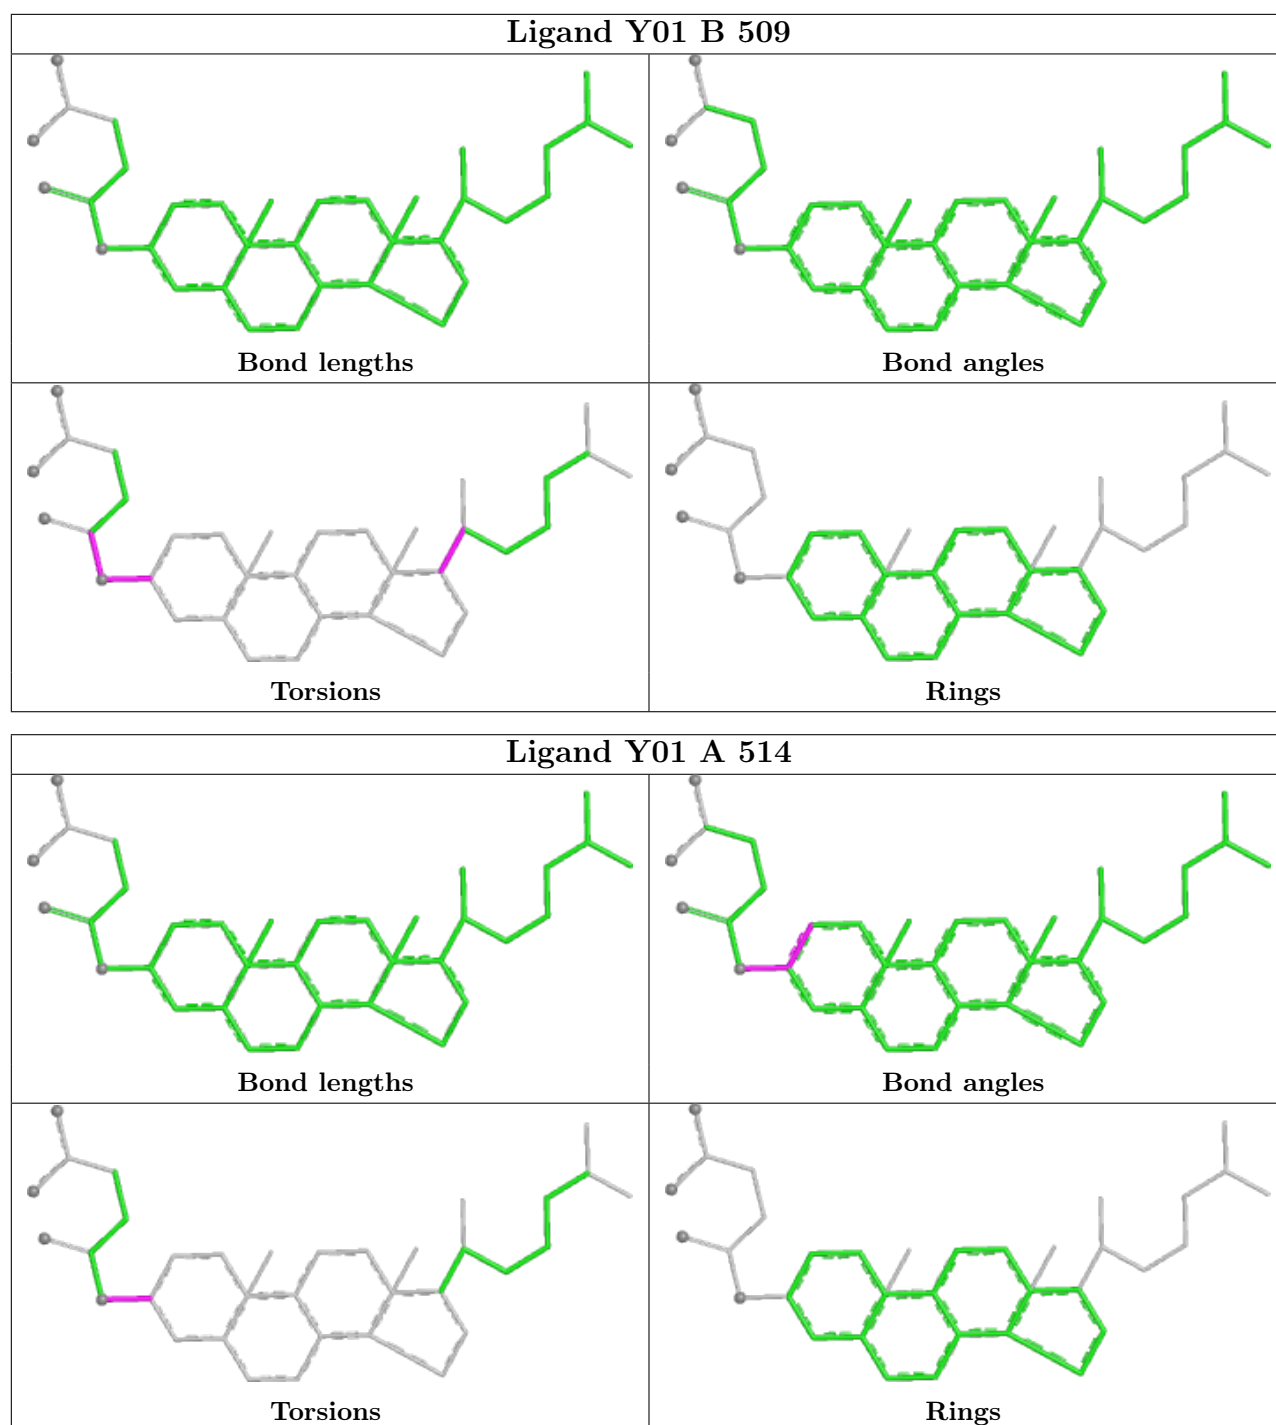 Ligand Y01 B 509
Bond lengths
Bond angles
Torsions
Rings
Ligand Y01 A 514
Bond lengths
Bond angles
Torsions
Rings